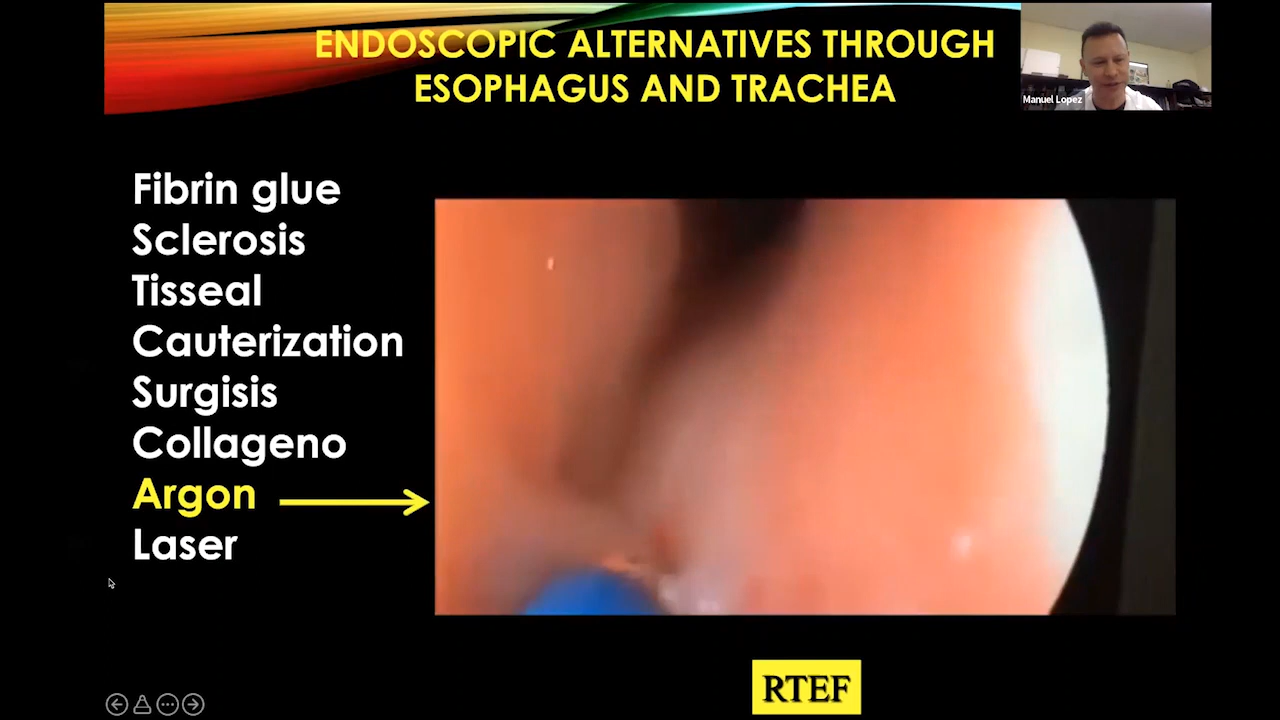 ENDOSCOPIC ALTERNATIVES THROUGH
ESOPHAGUS AND TRACHEA
Manuel Lopez
Fibrin glue
Sclerosis
Tisseal
Cauterization
Surgisis
Collageno
Argon
Laser
RTEF